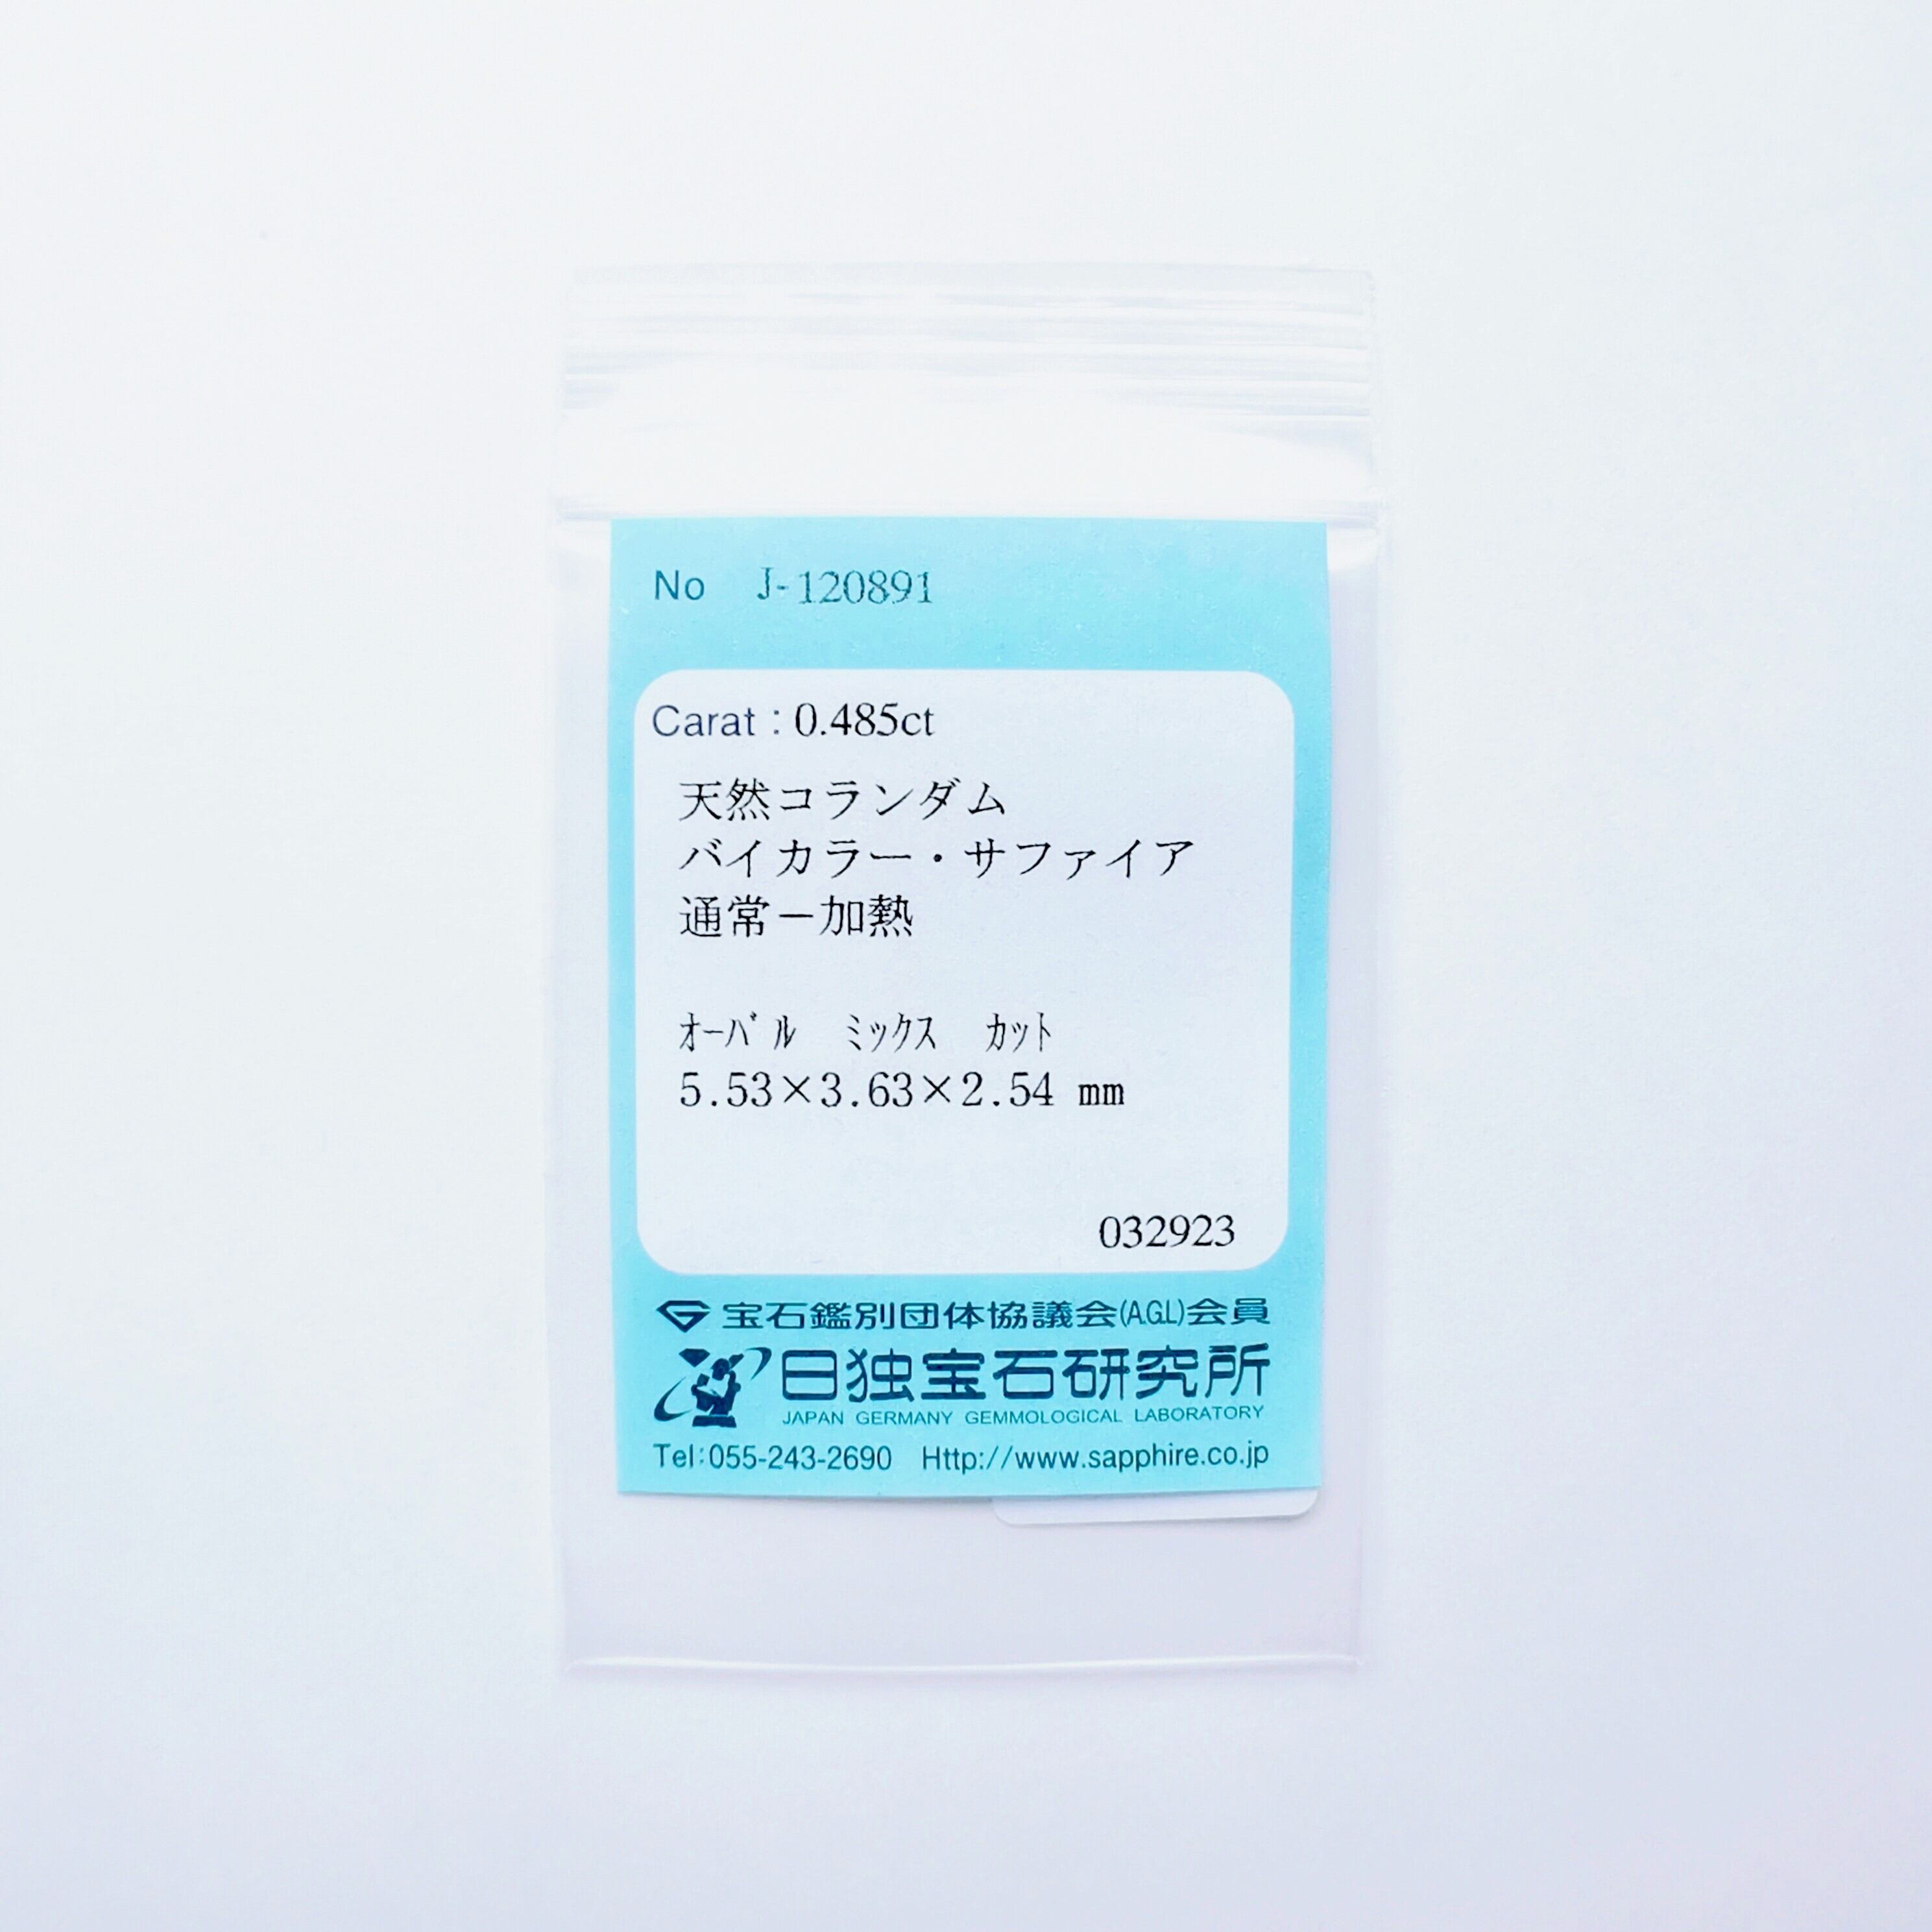 No J-120891
Carat：0.485ct
天然コランダム
バイカラー・サファイア
通常－加熱
ｵｰﾊﾞﾙ ﾐｯｸｽ ｶｯﾄ
5.53×3.63×2.54 mm
032923
宝石鑑別団体協議会(AGL)会員
日独宝石研究所
JAPAN GERMANY GEMMOLOGICAL LABORATORY
Tel:055-243-2690 Http://www.sapphire.co.jp